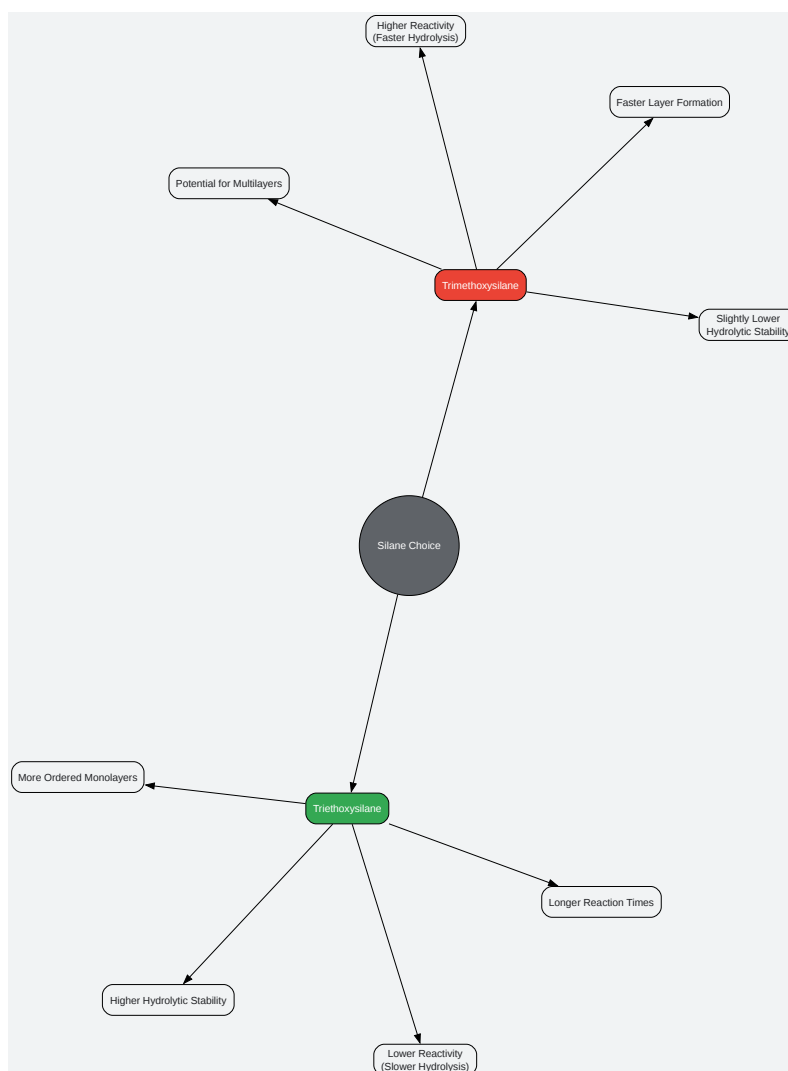 Higher Reactivity
(Faster Hydrolysis)
Faster Layer Formation
Potential for Multilayers
Trimethoxysilane
Slightly Lower
Hydrolytic Stability
Silane Choice
More Ordered Monolayers
Triethoxysilane
Longer Reaction Times
Higher Hydrolytic Stability
Lower Reactivity
(Slower Hydrolysis)